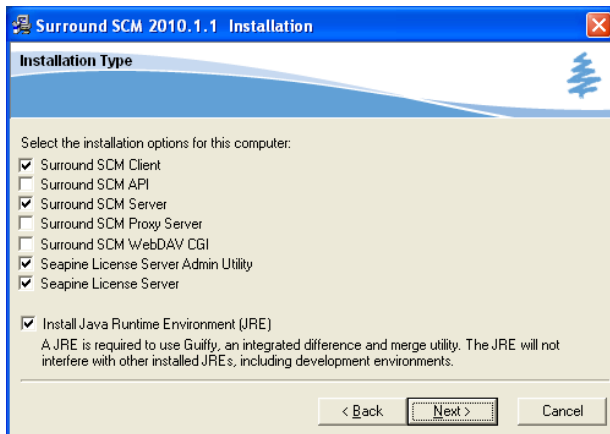 Surround SCM 2010.1.1 Installation
Installation Type
Select the installation options for this computer:
Surround SCM Client
Surround SCM API
Surround SCM Server
Surround SCM Proxy Server
Surround SCM WebDAV CGI
Seapine License Server Admin Utility
Seapine License Server
Install Java Runtime Environment (JRE)
A JRE is required to use Guiffy, an integrated difference and merge utility. The JRE will not
interfere with other installed JREs, including development environments.
< Back Next > Cancel